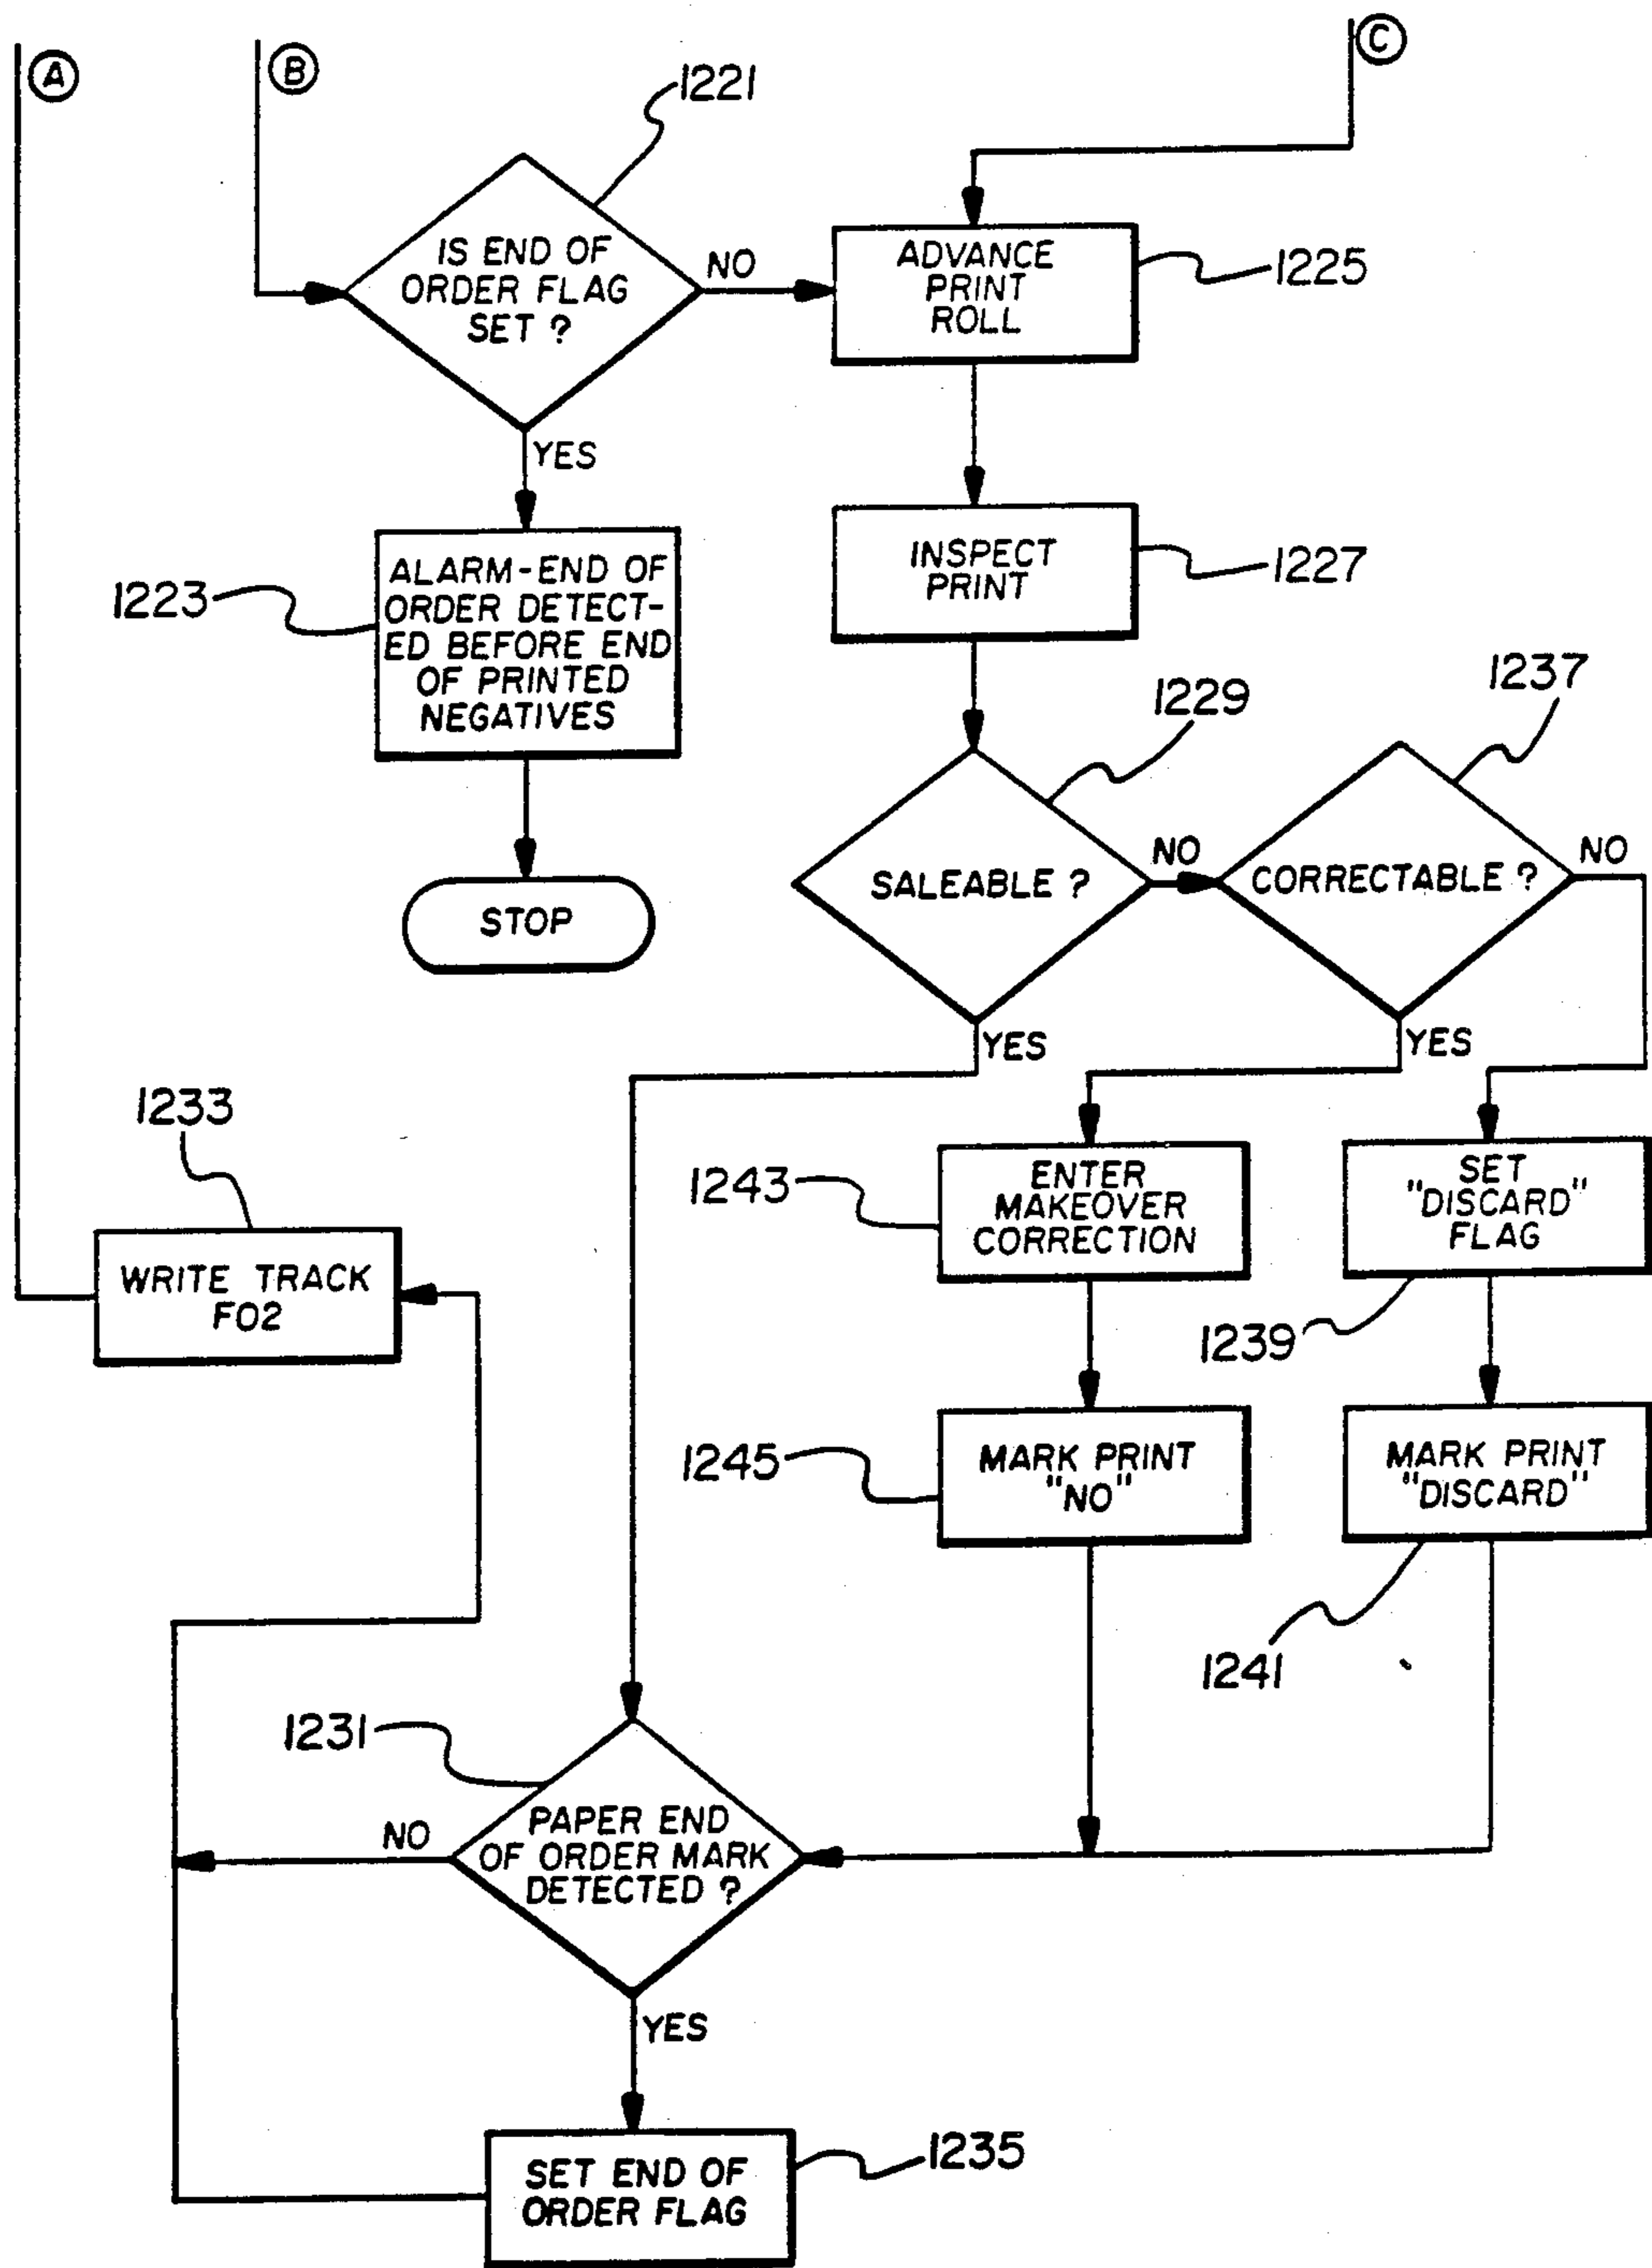 A
B
C
1221
IS END OF
ORDER FLAG
SET ?
NO
ADVANCE
PRINT
ROLL
1225
YES
ALARM-END OF
ORDER DETECT-
ED BEFORE END
OF PRINTED
NEGATIVES
1223
INSPECT
PRINT
1227
STOP
1229
SALEABLE ?
NO
1237
CORRECTABLE ?
NO
YES
YES
1233
WRITE TRACK
F02
1243
ENTER
MAKEOVER
CORRECTION
SET
"DISCARD"
FLAG
1239
1245
MARK PRINT
"NO"
MARK PRINT
"DISCARD"
1241
1231
PAPER END
OF ORDER MARK
DETECTED ?
NO
YES
SET END OF
ORDER FLAG
1235